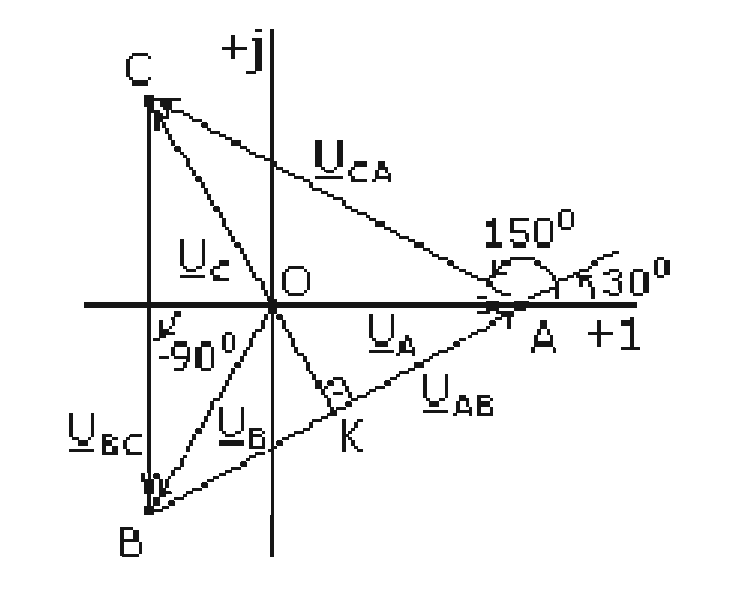 +j
C
U_CA
150⁰
30⁰
U_C
O
A
+1
U_A
-90⁰
U_AB
U_BC
U_B
K
B